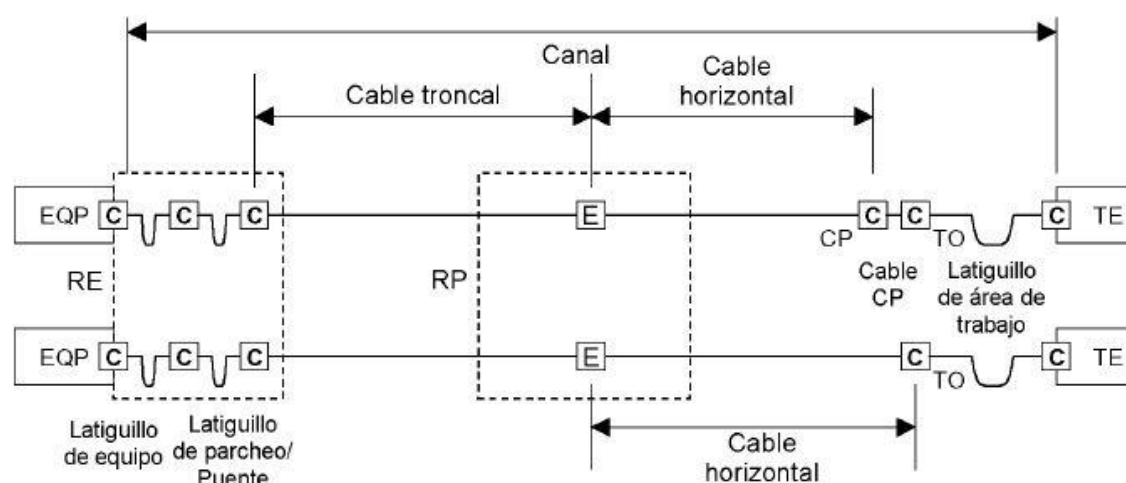 Canal
Cable troncal
Cable
horizontal
EQP C C C E C C C TE
CP
TO
RE
RP
Cable
CP
Latiguillo
de área de
trabajo
EQP C C C E C C TE
TO
Latiguillo
de equipo
Latiguillo
de parcheo/
Puente
Cable
horizontal